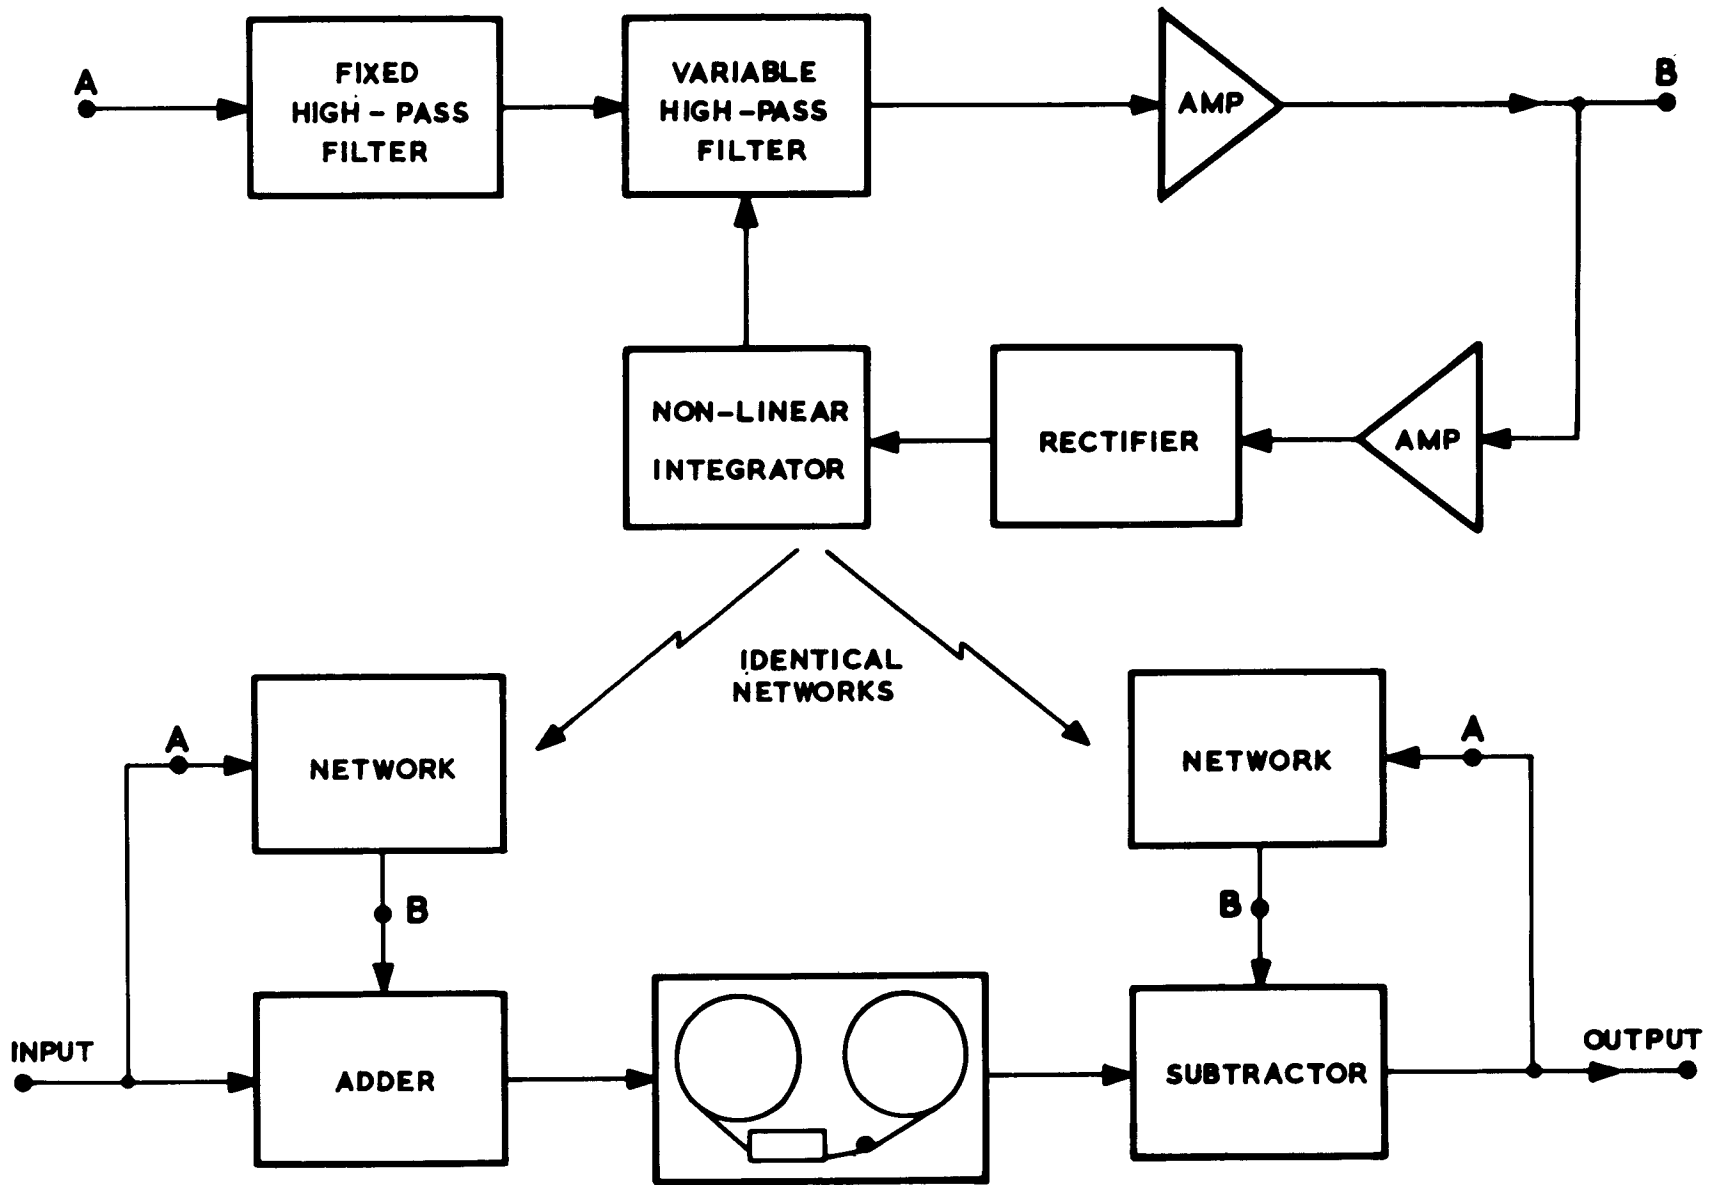 A
FIXED
HIGH-PASS
FILTER
VARIABLE
HIGH-PASS
FILTER
AMP
B
NON-LINEAR
INTEGRATOR
RECTIFIER
AMP
IDENTICAL
NETWORKS
A
NETWORK
B
NETWORK
A
B
INPUT
ADDER
SUBTRACTOR
OUTPUT